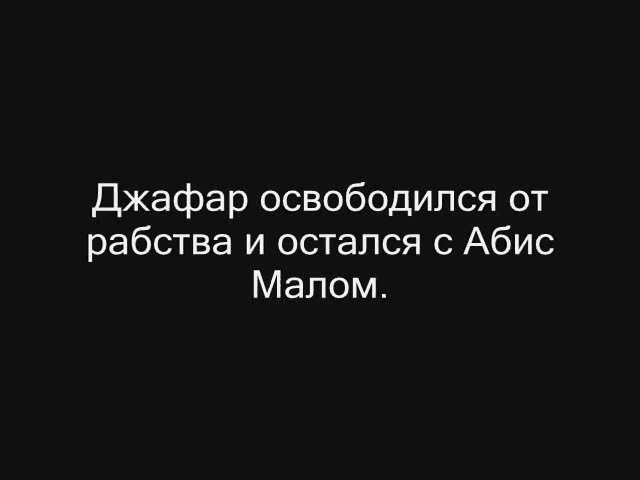 Джафар освободился от
рабства и остался с Абис
Малом.